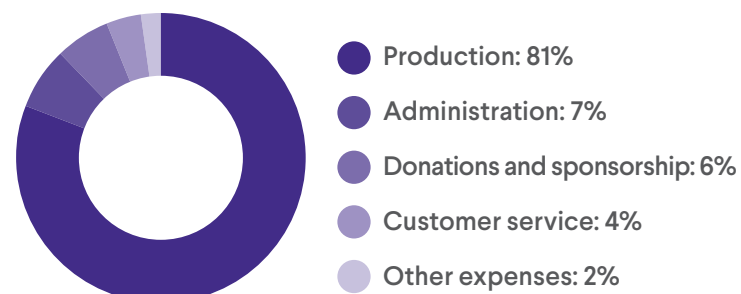 Production: 81%
Administration: 7%
Donations and sponsorship: 6%
Customer service: 4%
Other expenses: 2%